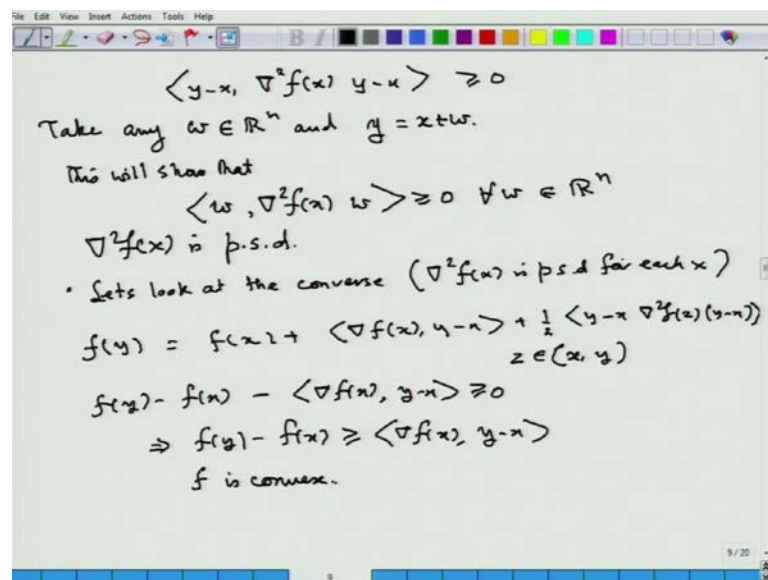 File Edit View Insert Actions Tools Help
⟨y-x, ∇²f(x) y-x⟩ ≥ 0
Take any w ∈ ℝⁿ and y = x+w.
This will show that
⟨w, ∇²f(x) w⟩ ≥ 0 ∀ w ∈ ℝⁿ
∇²f(x) is p.s.d.
• Lets look at the converse (∇²f(x) is p s d for each x)
f(y) = f(x) + ⟨∇f(x), y-x⟩ + 1/2 ⟨y-x ∇²f(z)(y-x)⟩
z ∈ (x, y)
f(y) - f(x) - ⟨∇f(x), y-x⟩ ≥ 0
⇒ f(y) - f(x) ≥ ⟨∇f(x), y-x⟩
f is convex.
9 / 20
9